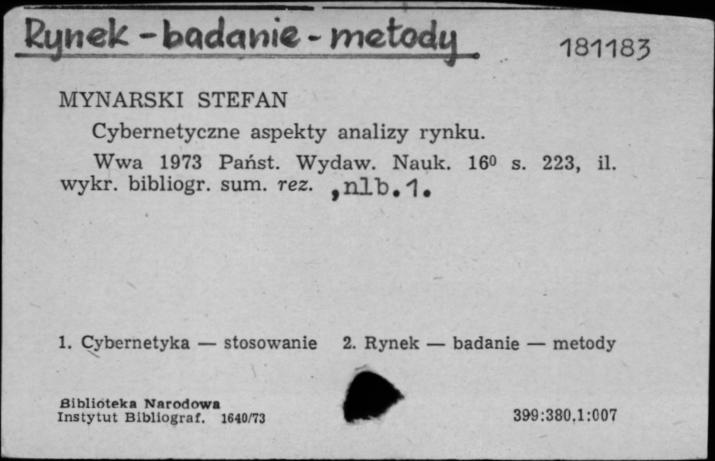 Rynek - badanie - metody
181183
MYNARSKI STEFAN
Cybernetyczne aspekty analizy rynku.
Wwa 1973 Państ. Wydaw. Nauk. 16⁰ s. 223, il.
wykr. bibliogr. sum. rez. ,nlb.1.
1. Cybernetyka — stosowanie 2. Rynek — badanie — metody
Biblioteka Narodowa
Instytut Bibliograf. 1640/73
399:380.1:007